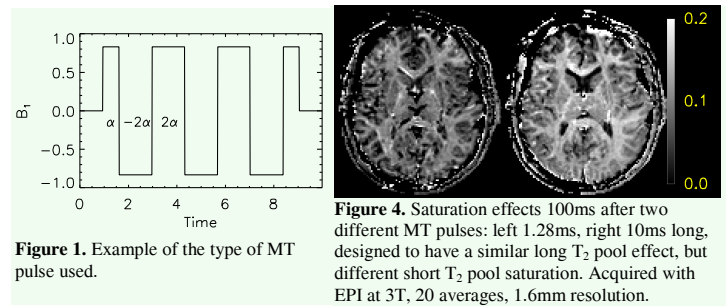 1.0
0.5
0.0
−0.5
−1.0
B1
α −2α 2α
0 2 4 6 8
Time
Figure 1. Example of the type of MT
pulse used.
0.2
0.1
0.0
Figure 4. Saturation effects 100ms after two
different MT pulses: left 1.28ms, right 10ms long,
designed to have a similar long T2 pool effect, but
different short T2 pool saturation. Acquired with
EPI at 3T, 20 averages, 1.6mm resolution.